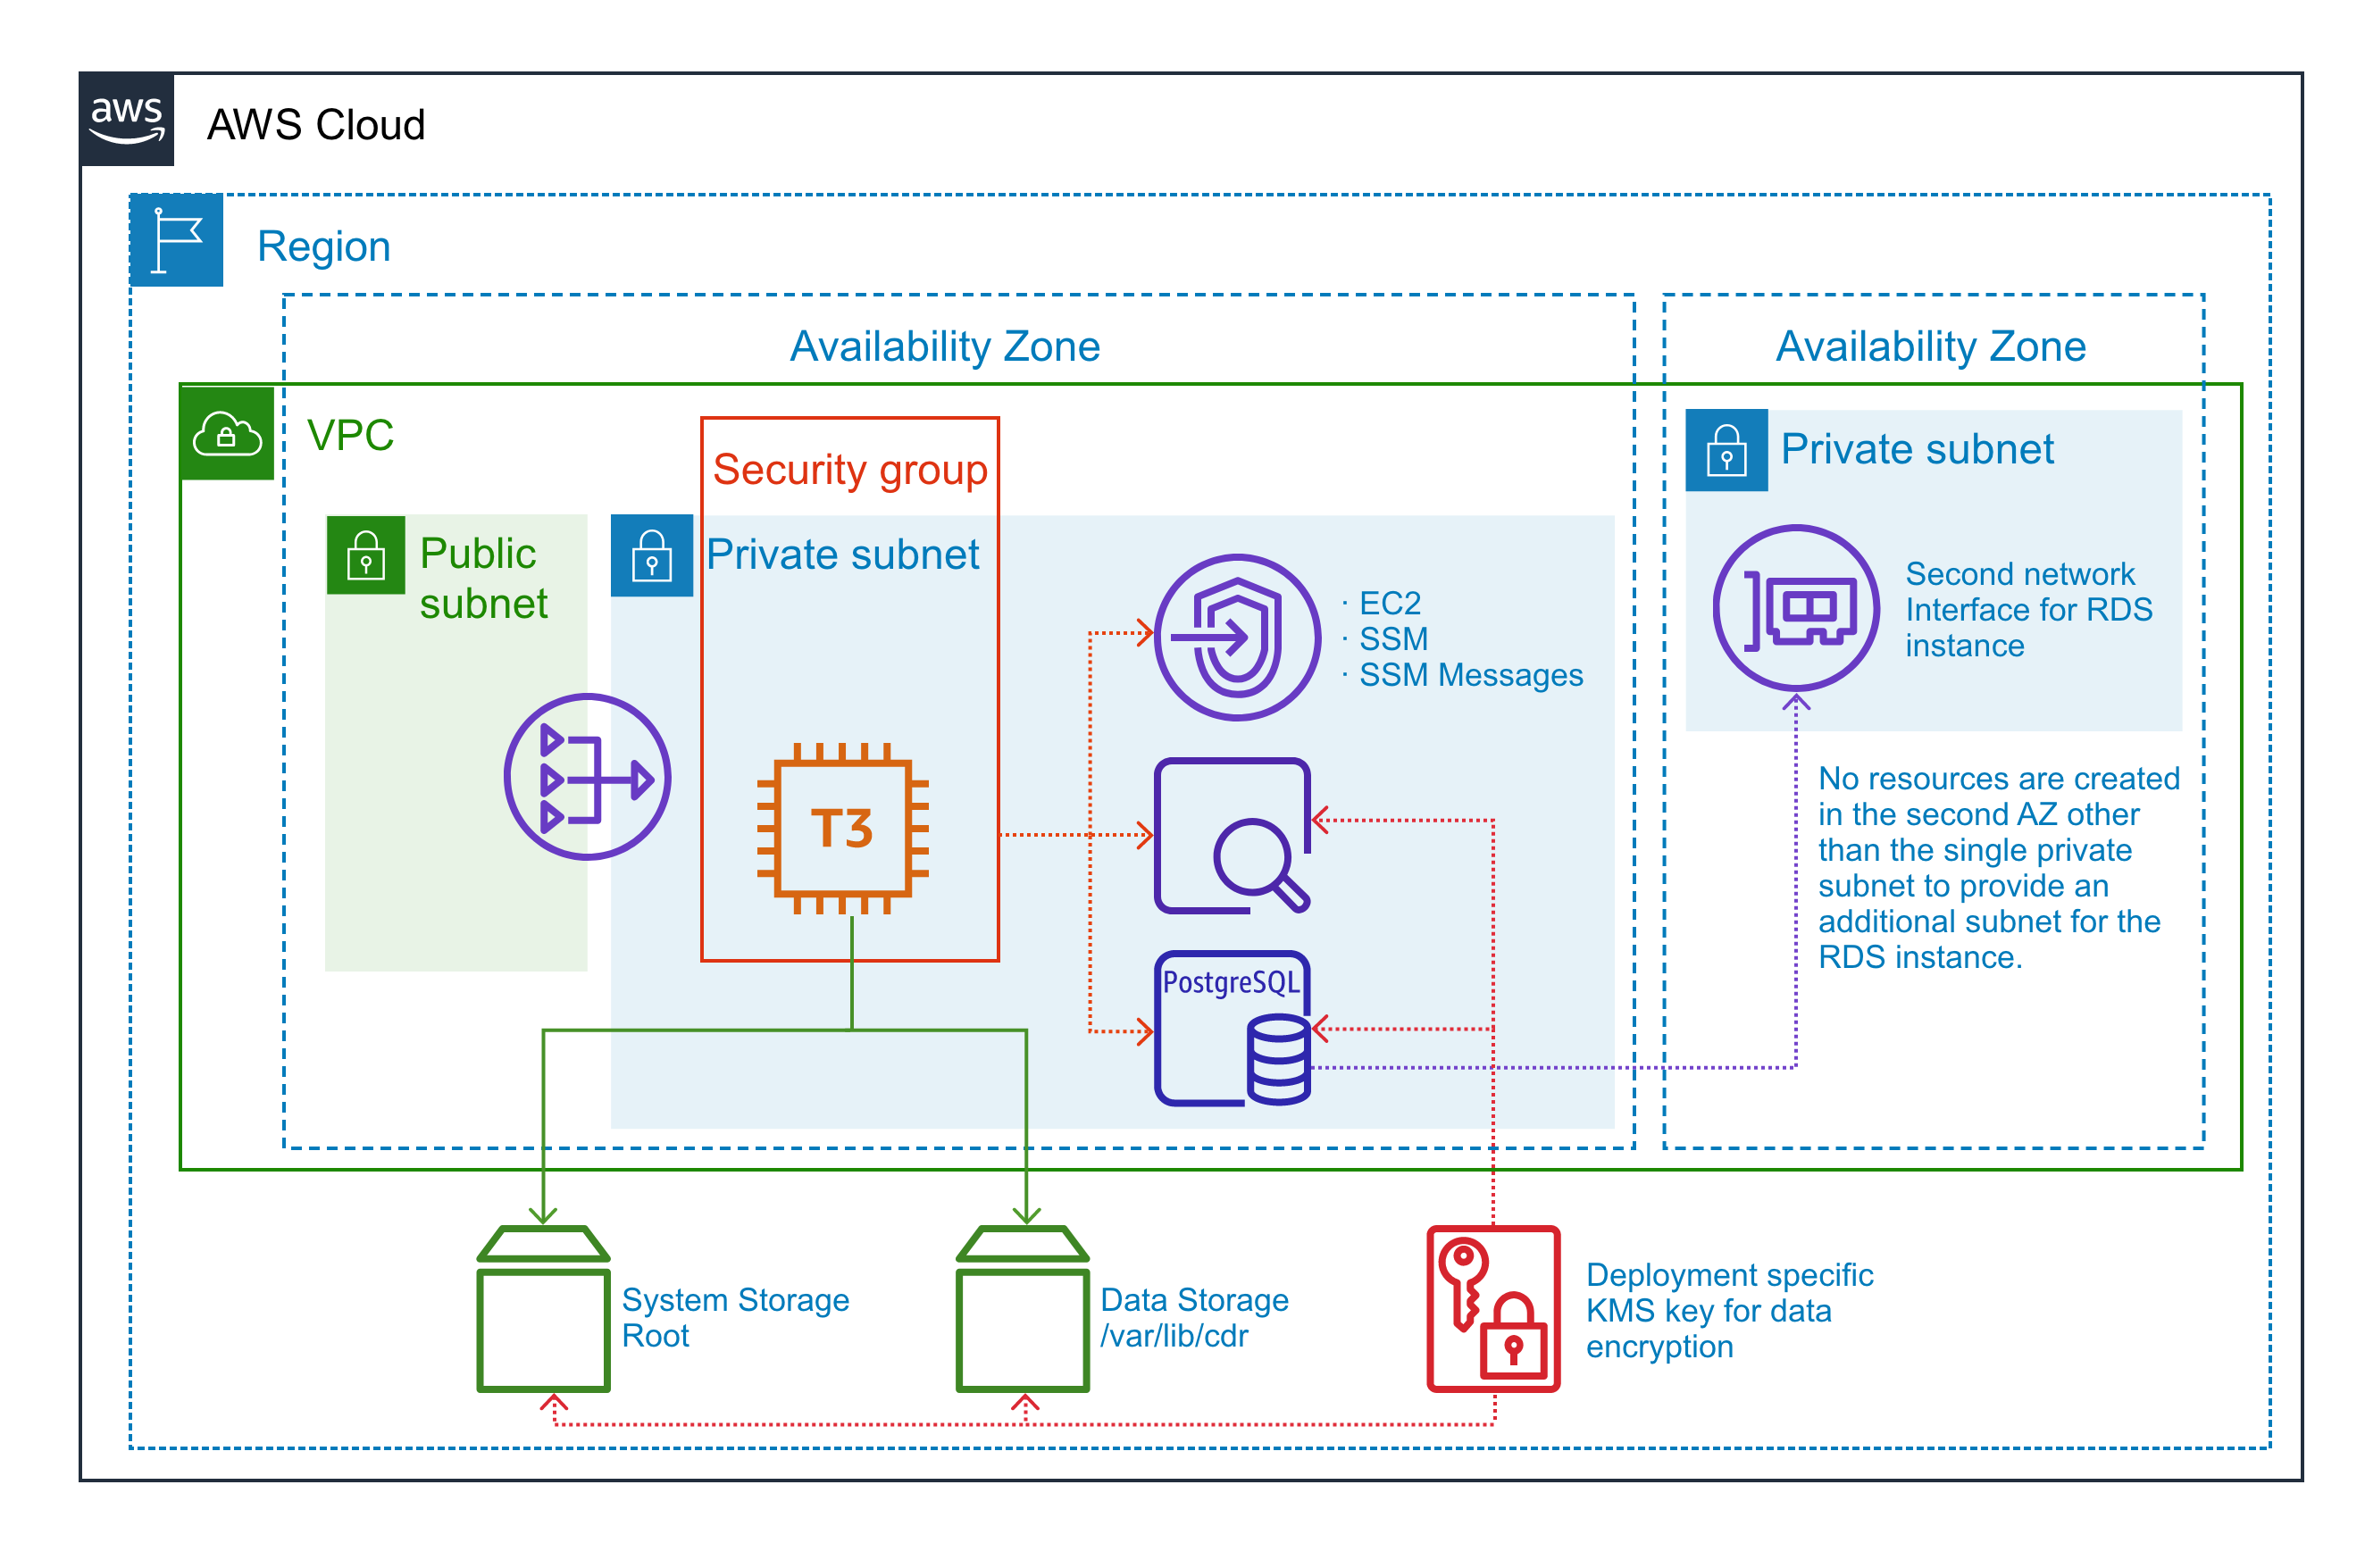 aws
AWS Cloud
Region
Availability Zone
Availability Zone
VPC
Security group
Private subnet
Public
subnet
Private subnet
· EC2
· SSM
· SSM Messages
Second network
Interface for RDS
instance
T3
No resources are created
in the second AZ other
than the single private
subnet to provide an
additional subnet for the
RDS instance.
PostgreSQL
System Storage
Root
Data Storage
/var/lib/cdr
Deployment specific
KMS key for data
encryption